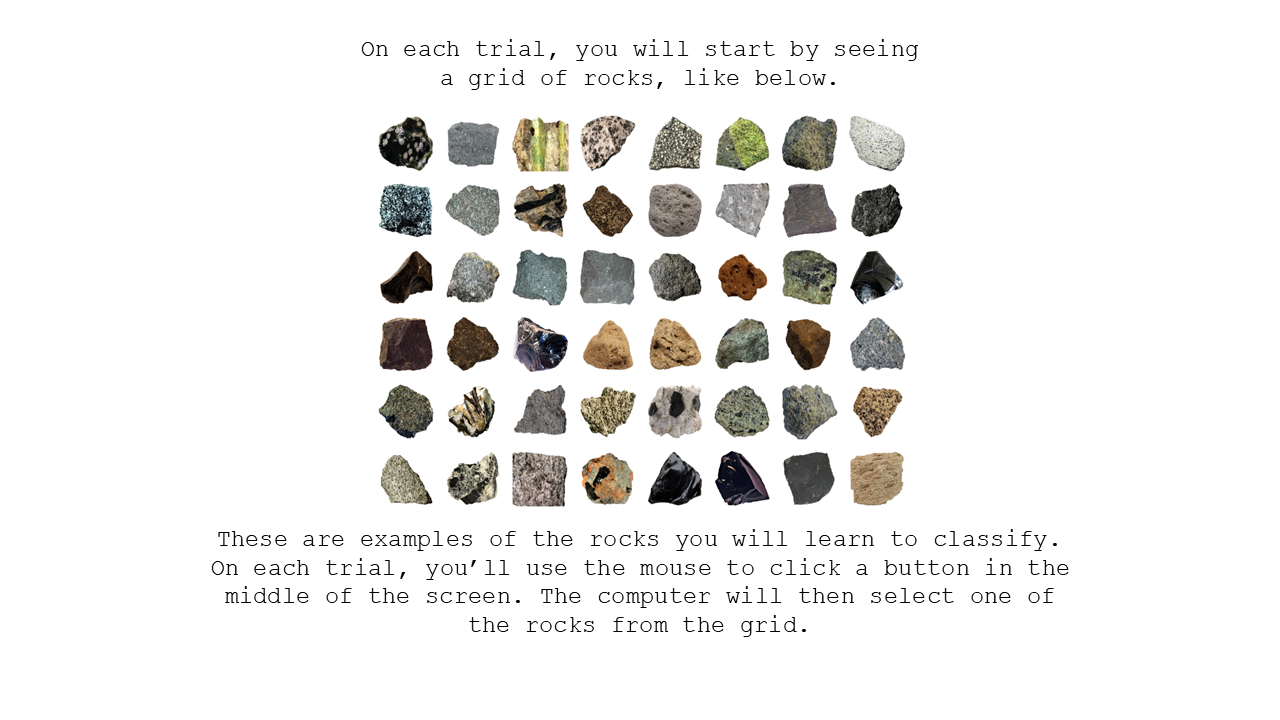 On each trial, you will start by seeing
a grid of rocks, like below.
These are examples of the rocks you will learn to classify.
On each trial, you’ll use the mouse to click a button in the
middle of the screen. The computer will then select one of
the rocks from the grid.